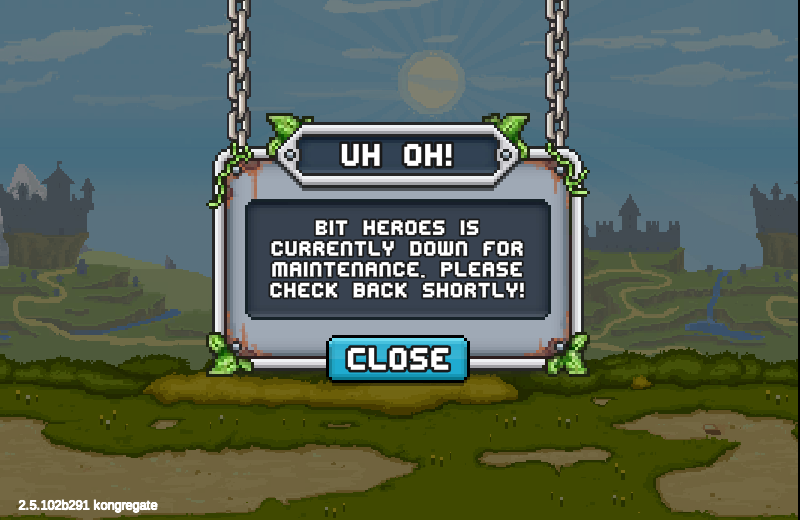 UH OH!
BIT HEROES IS
CURRENTLY DOWN FOR
MAINTENANCE. PLEASE
CHECK BACK SHORTLY!
CLOSE
2.5.102b291 kongregate